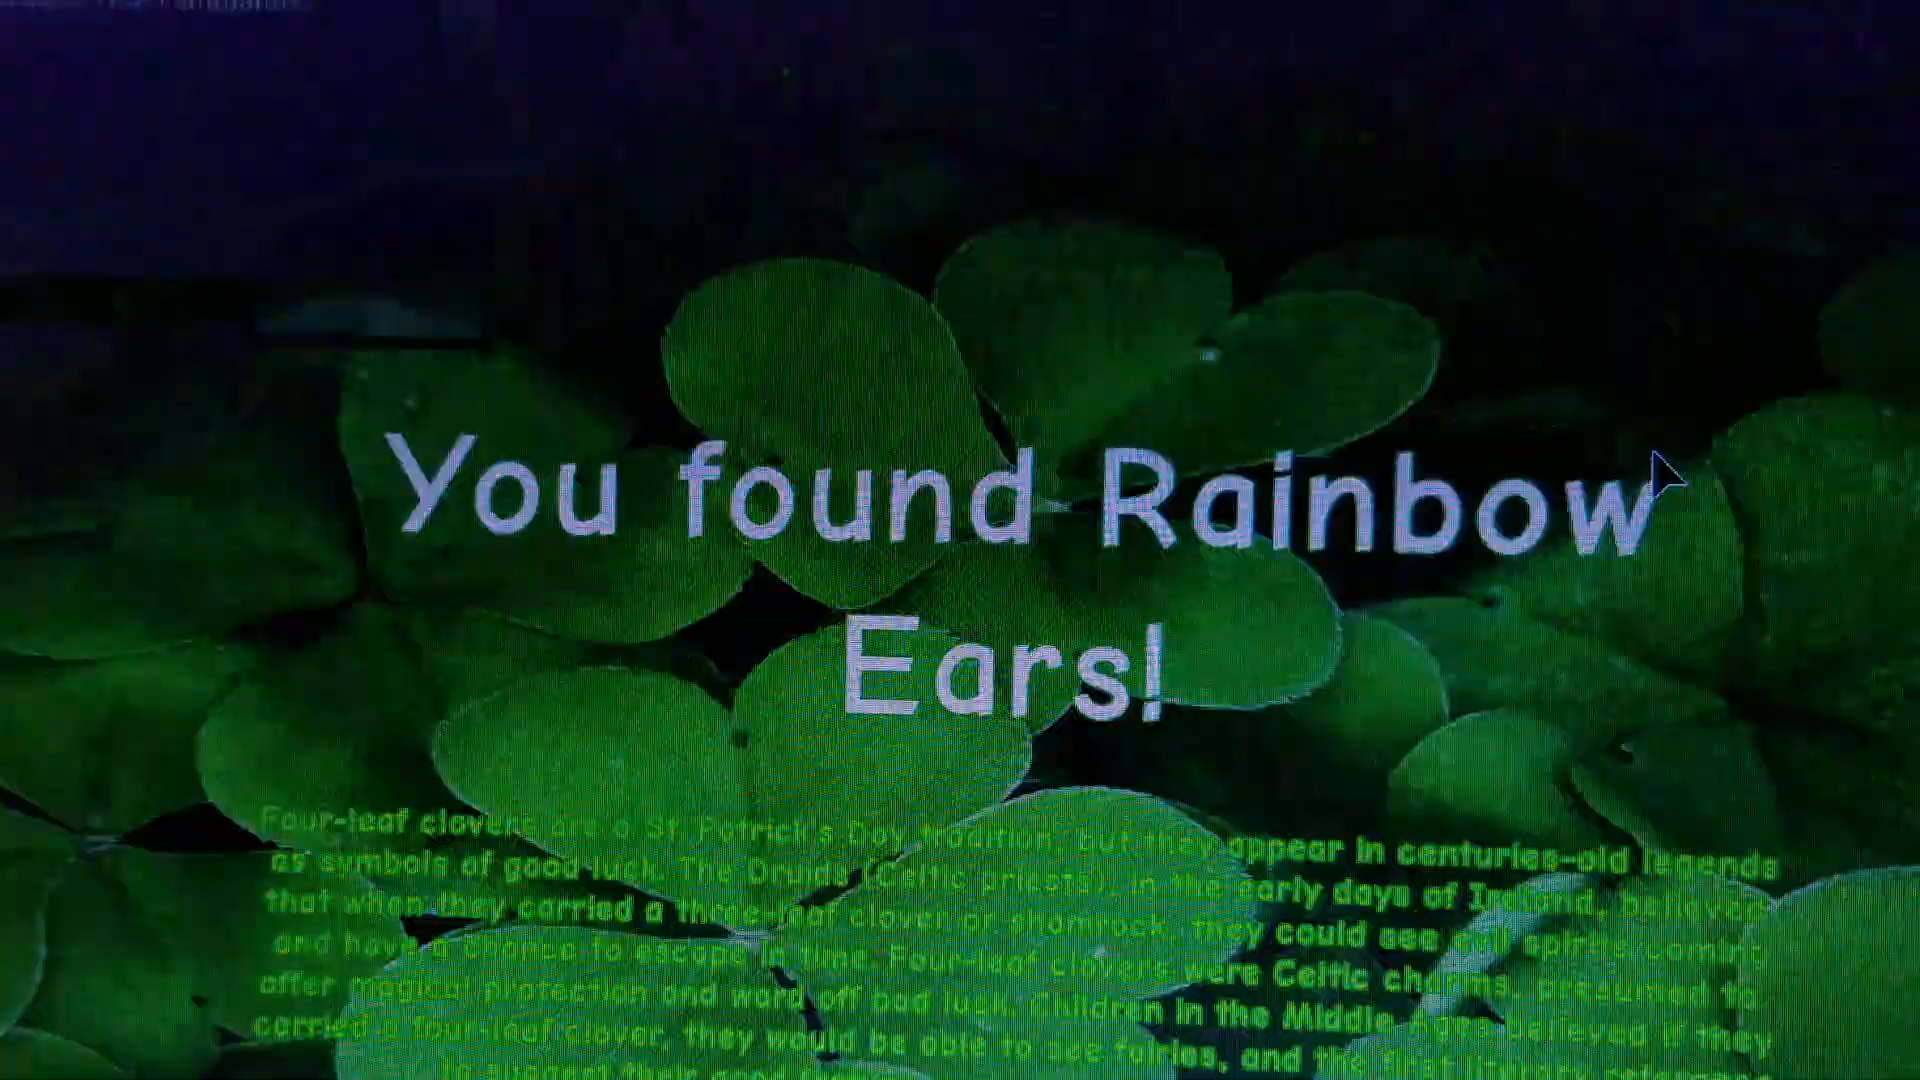 You found Rainbow
Ears!
Four-leaf clovers are a St. Patrick's Day tradition, but they appear in centuries-old legends
as symbols of good luck. The Druids (Celtic priests), in the early days of Ireland, believed
that when they carried a three-leaf clover or shamrock, they could see evil spirits coming
and have a chance to escape in time. Four-leaf clovers were Celtic charms, presumed to
offer magical protection and ward off bad luck. Children in the Middle Ages believed if they
carried a four-leaf clover, they would be able to see fairies, and the first literary
their good